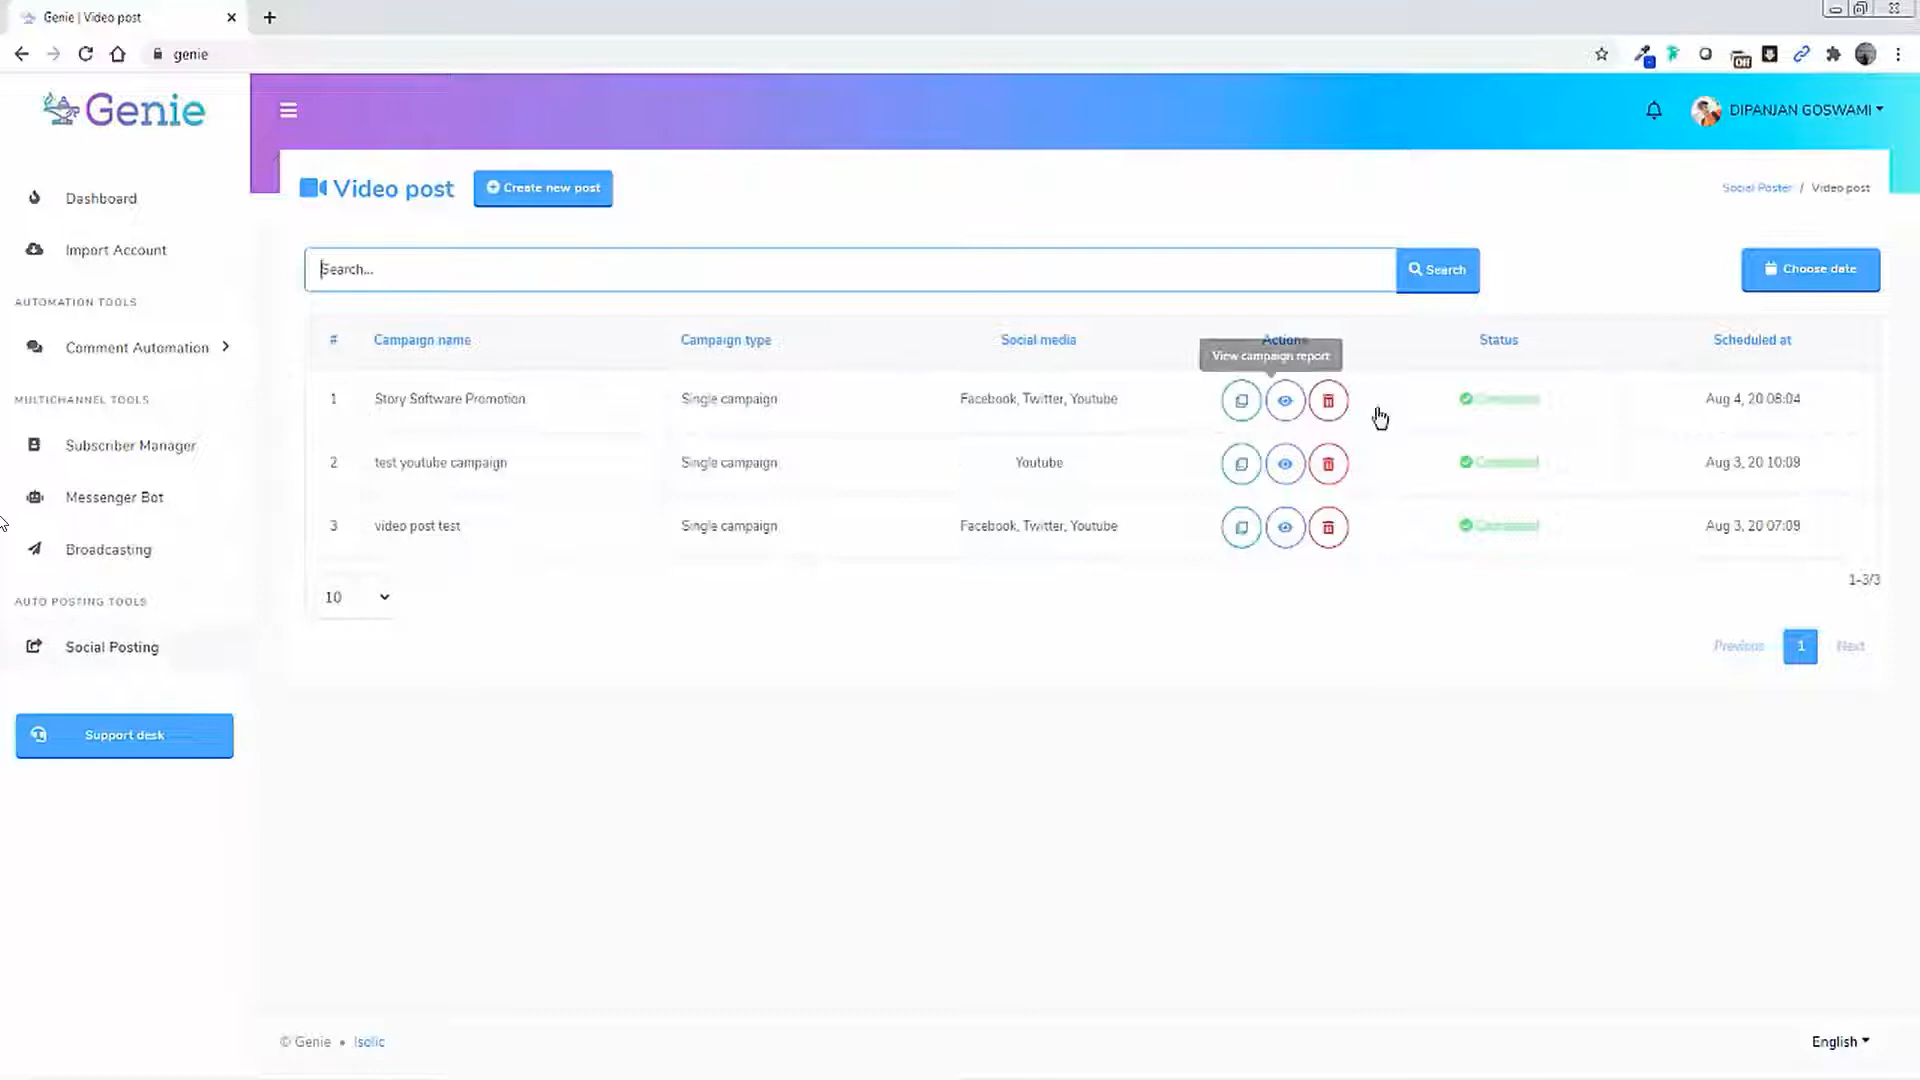 Genie | Video post
genie
Genie
DIPANJAN GOSWAMI
Video post
Create new post
Social Poster / Video post
Dashboard
Import Account
AUTOMATION TOOLS
Comment Automation
MULTICHANNEL TOOLS
Subscriber Manager
Messenger Bot
Broadcasting
AUTO POSTING TOOLS
Social Posting
Support desk
Search...
Search
Choose date
# Campaign name Campaign type Social media Actions Status Scheduled at
View campaign report
1 Story Software Promotion Single campaign Facebook, Twitter, Youtube Aug 4, 20 08:04
2 test youtube campaign Single campaign Youtube Aug 3, 20 10:09
3 video post test Single campaign Facebook, Twitter, Youtube Aug 3, 20 07:09
1-3/3
10
Previous 1 Next
© Genie • Isolic
English